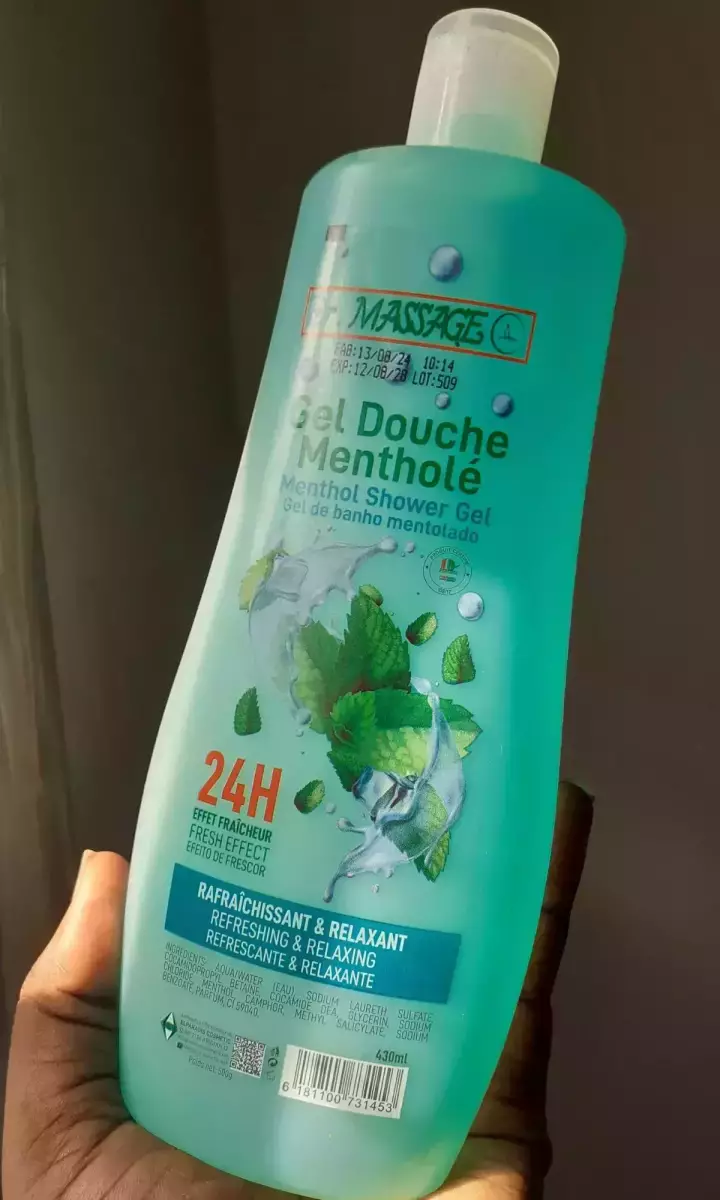 MASSAGE
FAB:13/08/24 10:14
EXP:12/08/28 LOT:509
Gel Douche
Mentholé
Menthol Shower Gel
Gel de banho mentolado
24H
EFFET FRAÎCHEUR
FRESH EFFECT
EFEITO DE FRESCOR
RAFRAÎCHISSANT & RELAXANT
REFRESHING & RELAXING
REFRESCANTE & RELAXANTE
INGREDIENTS: AQUA/WATER (EAU), SODIUM LAURETH SULFATE
COCAMIDOPROPYL BETAINE, COCAMIDE DEA, GLYCERIN, SODIUM
CHLORIDE, MENTHOL, CAMPHOR, METHYL SALICYLATE, SODIUM
BENZOATE, PARFUM, CI
430ml
Poids net: 500g
6 181100 731453